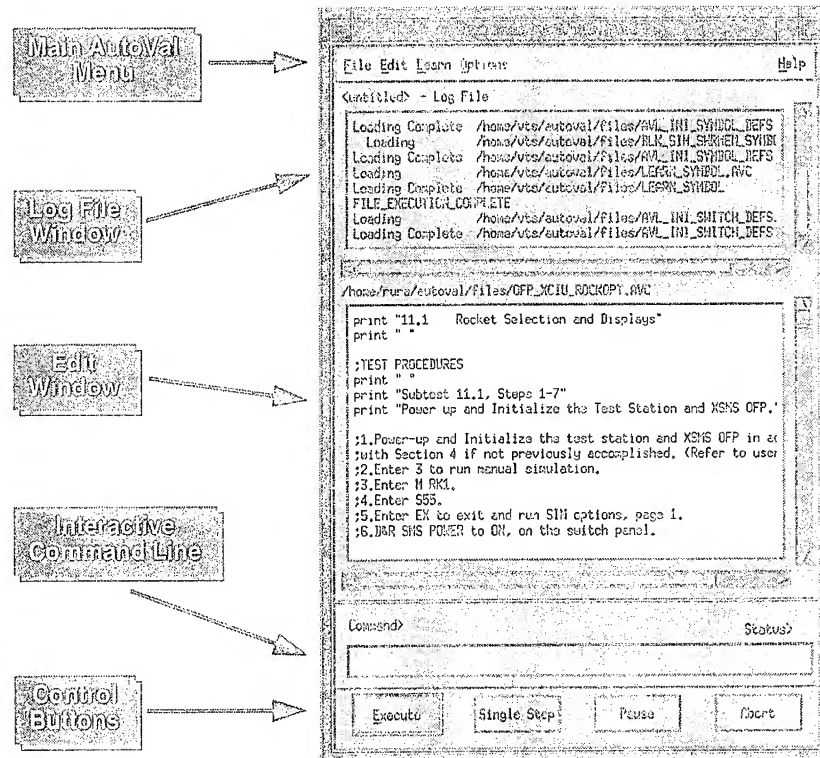 Main AutoVal
Menu
File Edit Learn Options Help
<untitled> - Log File
Loading Complete /home/vts/autoval/files/AVL_INI_SYMBOL_DEFS
Loading
Loading Complete /home/vts/autoval/files/AVL_INI_SYMBOL_DEFS
Loading /home/vts/autoval/files/LEARN_SYMBOL.AVC
Loading Complete /home/vts/autoval/files/LEARN_SYMBOL
FILE_EXECUTION_COMPLETE
Loading /home/vts/autoval/files/AVL_INI_SWITCH_DEFS.
Loading Complete /home/vts/autoval/files/AVL_INI_SWITCH_DEFS.
Log File
Window
/home/rura/autoval/files/OFP_XCIU_ROCKOPT.AVC
print "11.1 Rocket Selection and Displays"
print " "
;TEST PROCEDURES
print " "
print "Subtest 11.1, Steps 1-7"
print "Power up and Initialize the Test Station and XSMS OFP."
;1.Power-up and Initialize the test station and XSMS OFP in ac
;with Section 4 if not previously accomplished. (Refer to user
;2.Enter 3 to run manual simulation.
;3.Enter M RK1.
;4.Enter S55.
;5.Enter EX to exit and run SIM options, page 1.
;6.D&R SMS POWER to ON, on the switch panel.
Edit
Window
Interactive
Command Line
Command> Status>
Control
Buttons
Execute Single Step Pause Abort